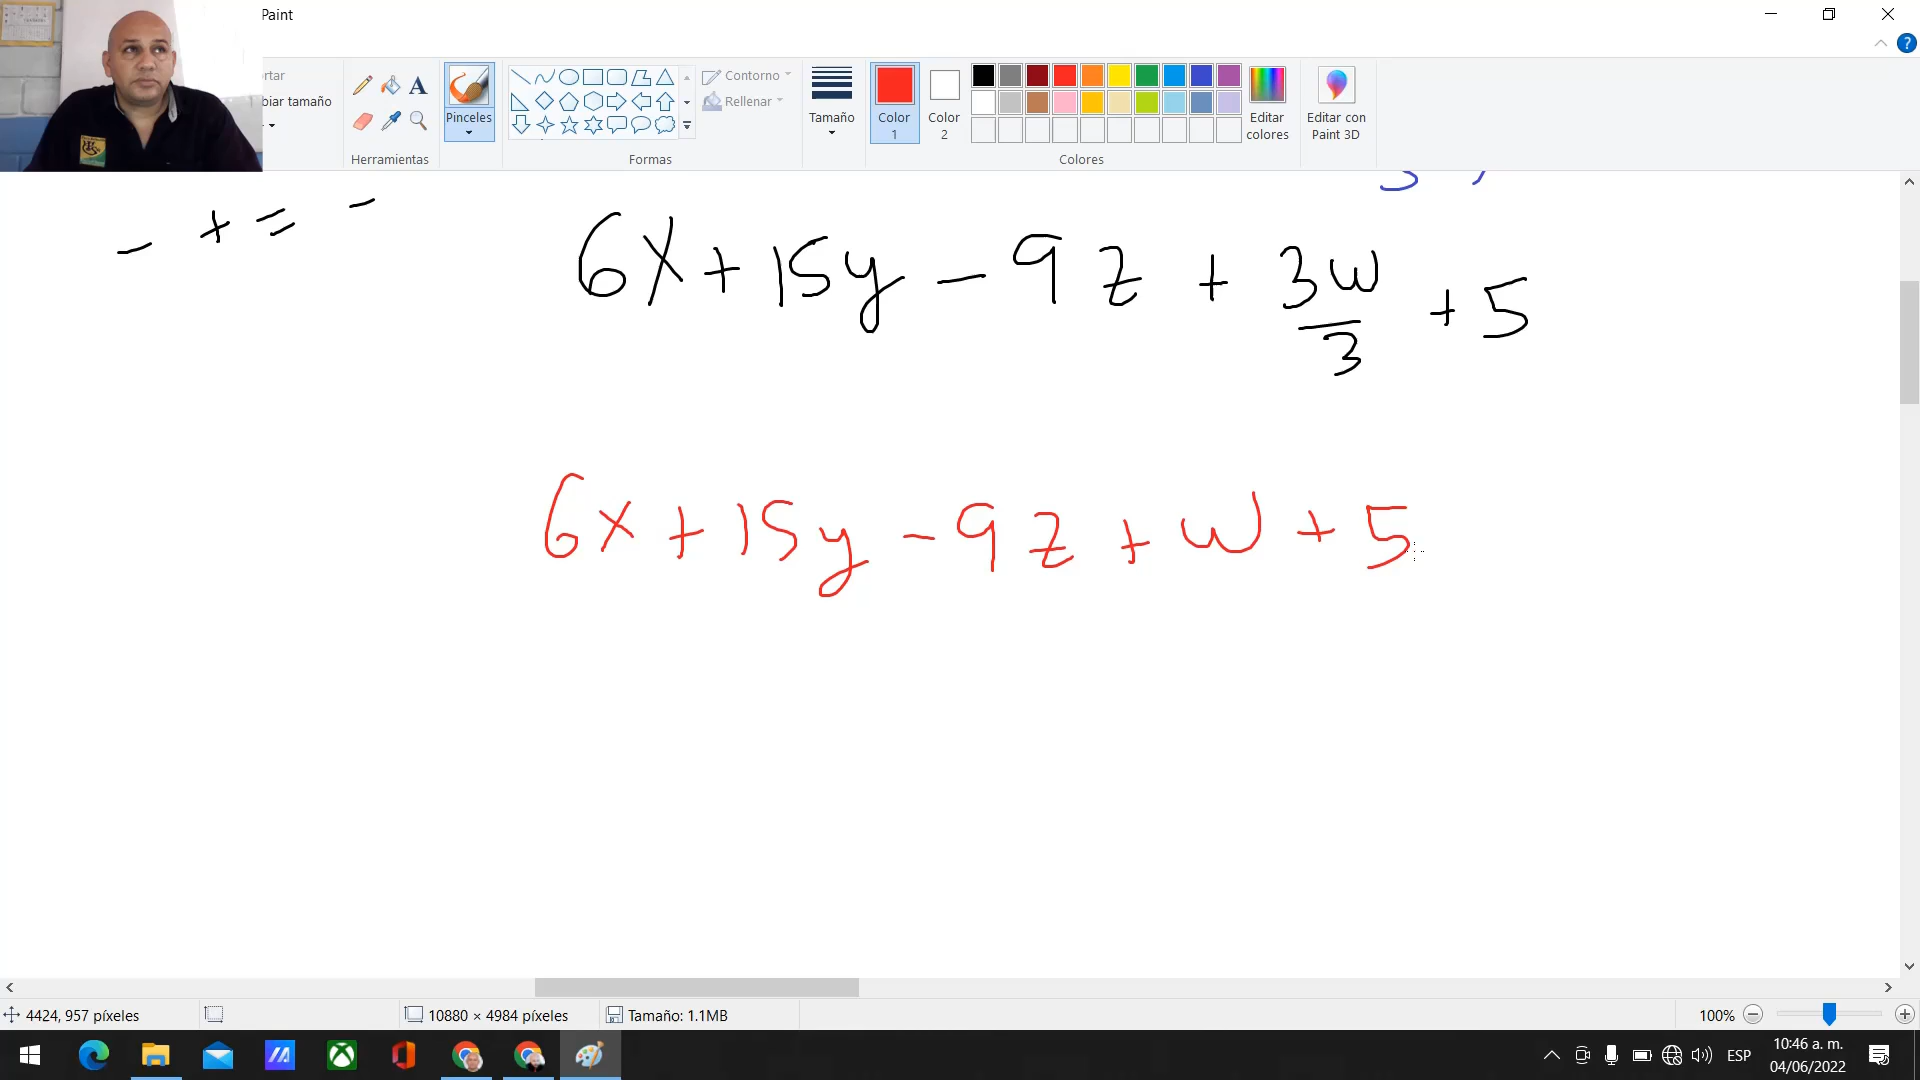 Paint
ortar
biar tamaño
Herramientas
Pinceles
Contorno
Rellenar
Formas
Tamaño
Color 1
Color 2
Editar colores
Colores
Editar con Paint 3D
- + = -
6x + 15y - 9z + 3w/3 + 5
6x + 15y - 9z + w + 5
4424, 957 píxeles
10880 × 4984 píxeles
Tamaño: 1.1MB
100%
ESP
10:46 a. m.
04/06/2022